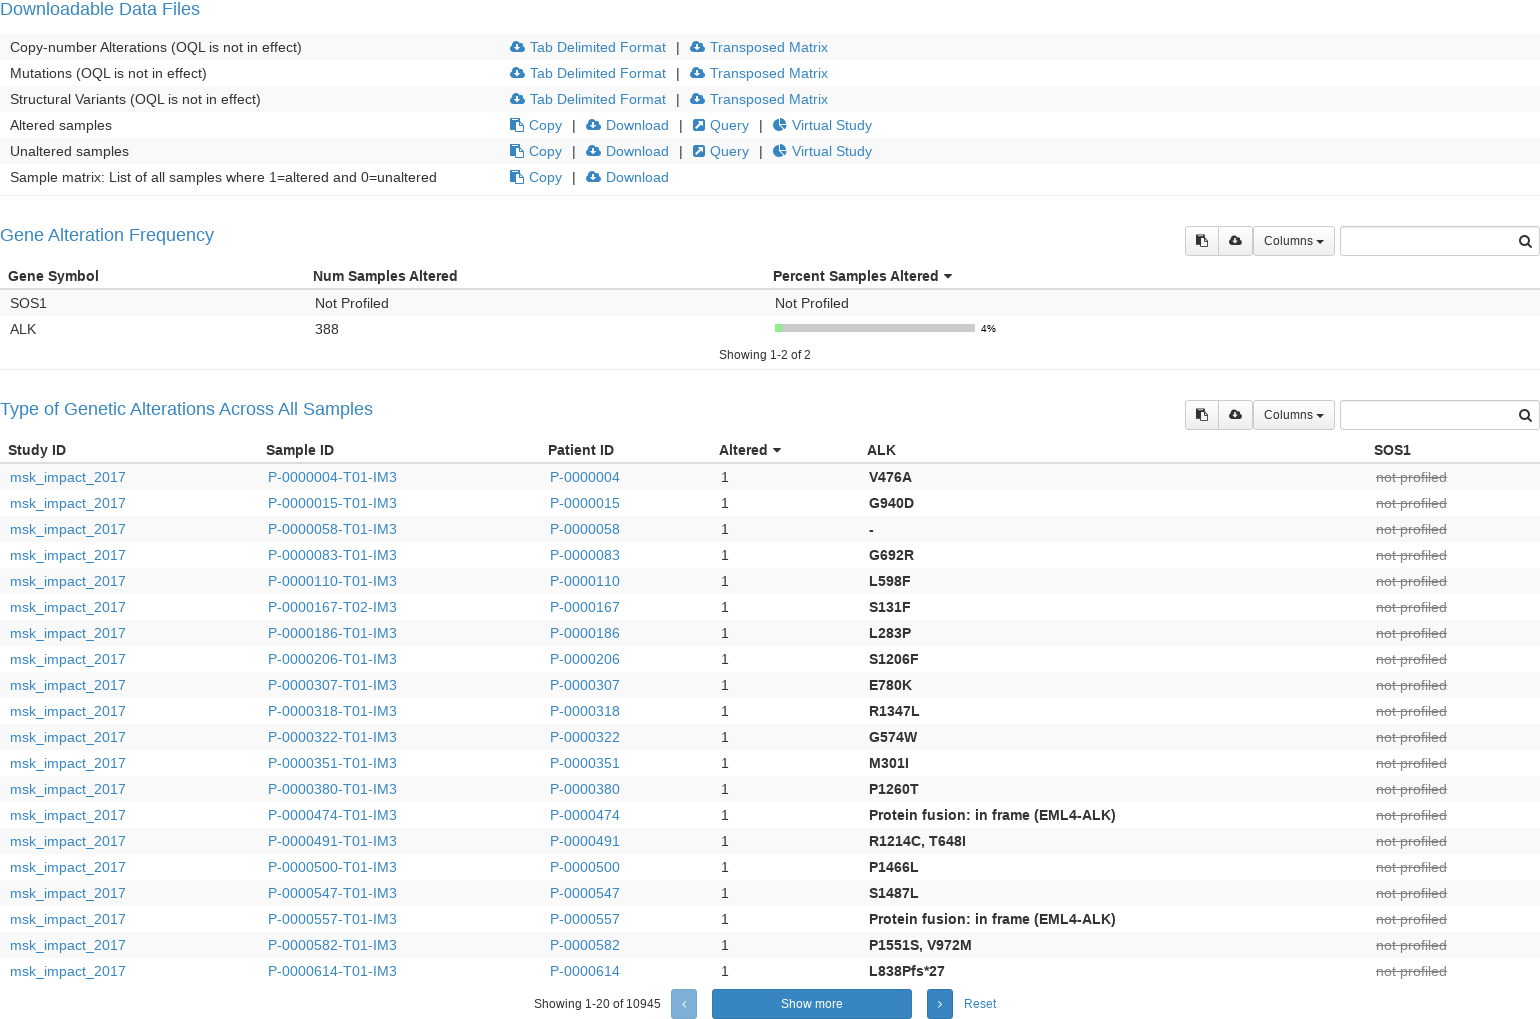 Downloadable Data Files
Copy-number Alterations (OQL is not in effect) Tab Delimited Format | Transposed Matrix
Mutations (OQL is not in effect) Tab Delimited Format | Transposed Matrix
Structural Variants (OQL is not in effect) Tab Delimited Format | Transposed Matrix
Altered samples Copy | Download | Query | Virtual Study
Unaltered samples Copy | Download | Query | Virtual Study
Sample matrix: List of all samples where 1=altered and 0=unaltered Copy | Download
Gene Alteration Frequency Columns
Gene Symbol Num Samples Altered Percent Samples Altered
SOS1 Not Profiled Not Profiled
ALK 388 4%
Showing 1-2 of 2
Type of Genetic Alterations Across All Samples Columns
Study ID Sample ID Patient ID Altered ALK SOS1
msk_impact_2017 P-0000004-T01-IM3 P-0000004 1 V476A not profiled
msk_impact_2017 P-0000015-T01-IM3 P-0000015 1 G940D not profiled
msk_impact_2017 P-0000058-T01-IM3 P-0000058 1 - not profiled
msk_impact_2017 P-0000083-T01-IM3 P-0000083 1 G692R not profiled
msk_impact_2017 P-0000110-T01-IM3 P-0000110 1 L598F not profiled
msk_impact_2017 P-0000167-T02-IM3 P-0000167 1 S131F not profiled
msk_impact_2017 P-0000186-T01-IM3 P-0000186 1 L283P not profiled
msk_impact_2017 P-0000206-T01-IM3 P-0000206 1 S1206F not profiled
msk_impact_2017 P-0000307-T01-IM3 P-0000307 1 E780K not profiled
msk_impact_2017 P-0000318-T01-IM3 P-0000318 1 R1347L not profiled
msk_impact_2017 P-0000322-T01-IM3 P-0000322 1 G574W not profiled
msk_impact_2017 P-0000351-T01-IM3 P-0000351 1 M301I not profiled
msk_impact_2017 P-0000380-T01-IM3 P-0000380 1 P1260T not profiled
msk_impact_2017 P-0000474-T01-IM3 P-0000474 1 Protein fusion: in frame (EML4-ALK) not profiled
msk_impact_2017 P-0000491-T01-IM3 P-0000491 1 R1214C, T648I not profiled
msk_impact_2017 P-0000500-T01-IM3 P-0000500 1 P1466L not profiled
msk_impact_2017 P-0000547-T01-IM3 P-0000547 1 S1487L not profiled
msk_impact_2017 P-0000557-T01-IM3 P-0000557 1 Protein fusion: in frame (EML4-ALK) not profiled
msk_impact_2017 P-0000582-T01-IM3 P-0000582 1 P1551S, V972M not profiled
msk_impact_2017 P-0000614-T01-IM3 P-0000614 1 L838Pfs*27 not profiled
Showing 1-20 of 10945 Show more Reset